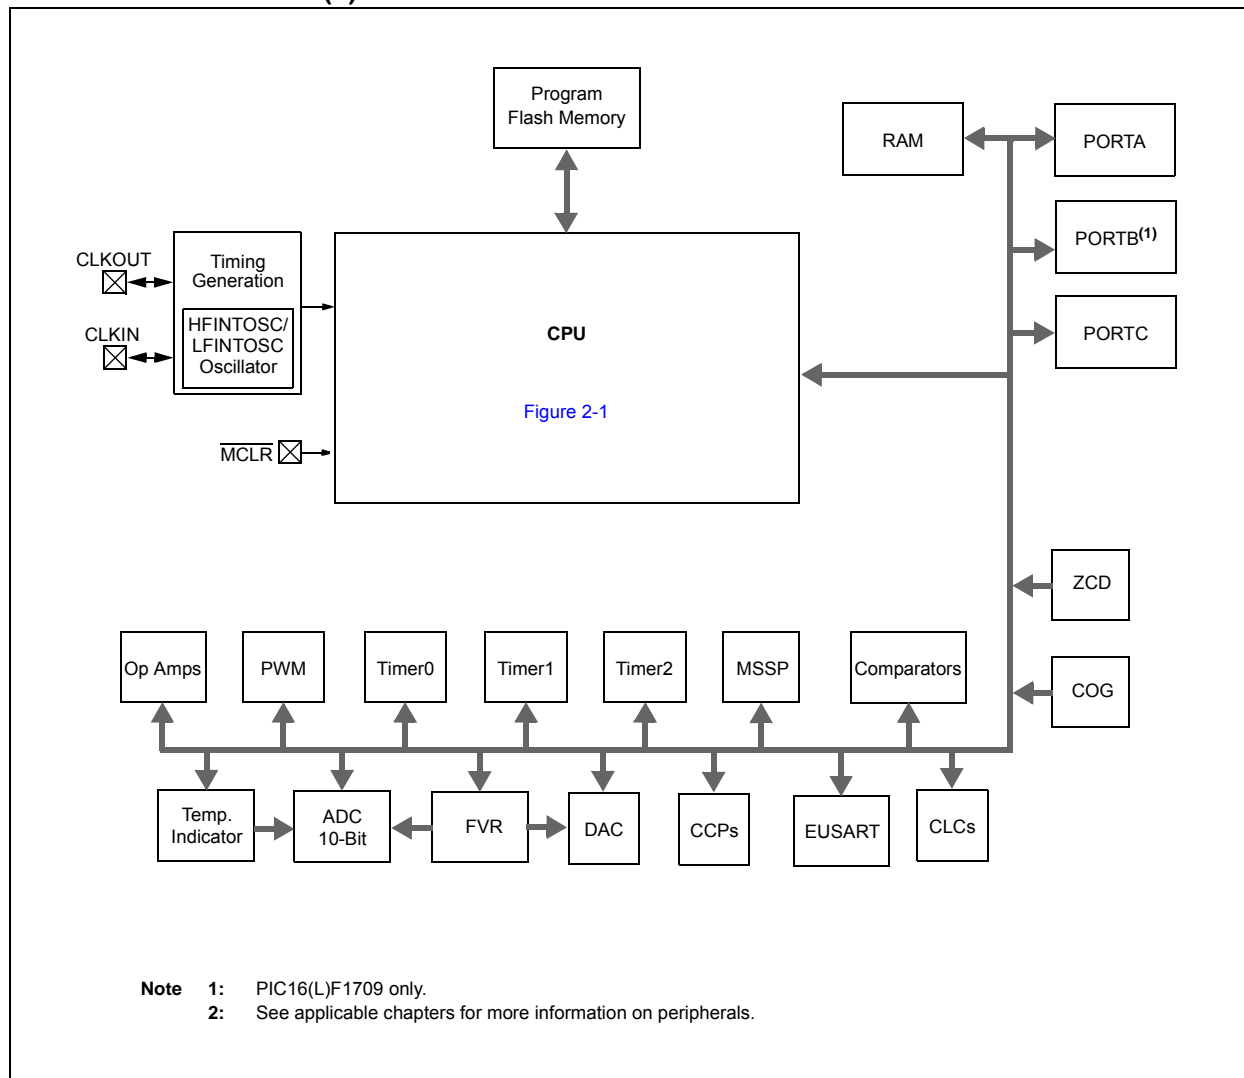 Program
Flash Memory
RAM
PORTA
PORTB(1)
PORTC
CLKOUT
CLKIN
Timing
Generation
HFINTOSC/
LFINTOSC
Oscillator
MCLR
CPU
Figure 2-1
ZCD
COG
Op Amps
PWM
Timer0
Timer1
Timer2
MSSP
Comparators
Temp.
Indicator
ADC
10-Bit
FVR
DAC
CCPs
EUSART
CLCs
Note 1: PIC16(L)F1709 only.
2: See applicable chapters for more information on peripherals.